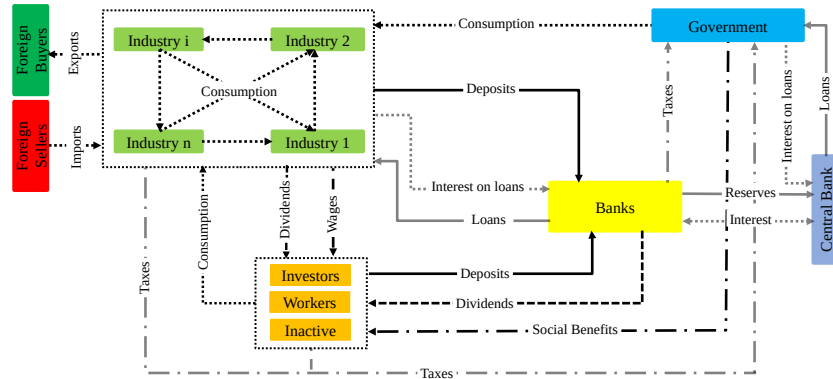 Foreign
Buyers
Exports
Foreign
Sellers
Imports
Industry i
Industry 2
Consumption
Industry n
Industry 1
Consumption
Government
Deposits
Taxes
Interest on loans
Loans
Central Bank
Interest on loans
Loans
Banks
Reserves
Interest
Taxes
Consumption
Dividends
Wages
Investors
Workers
Inactive
Deposits
Dividends
Social Benefits
Taxes